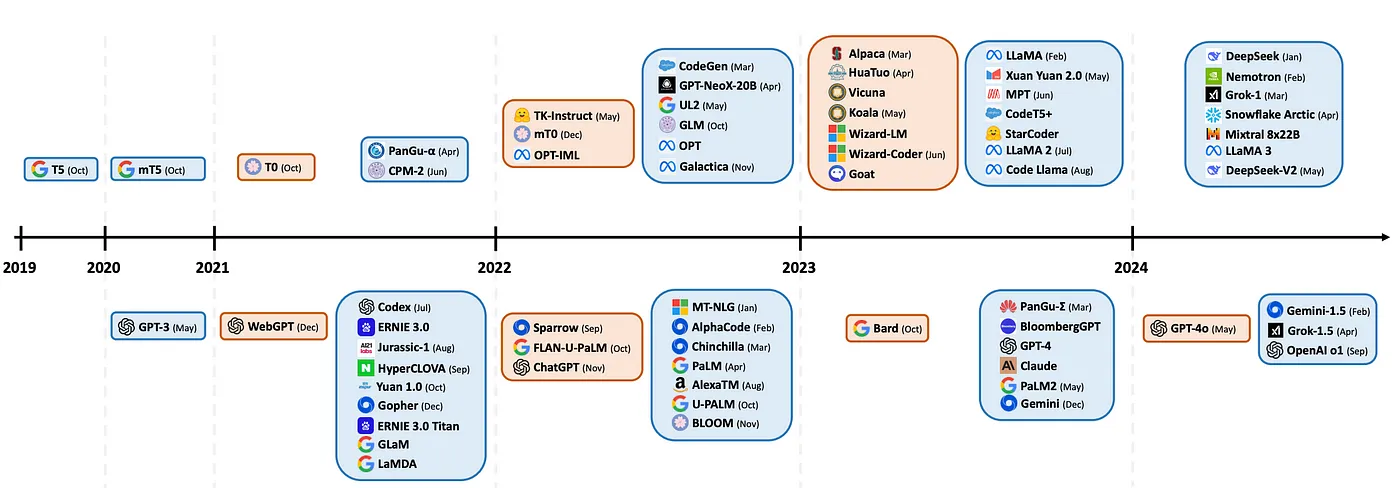 T5 (Oct)
mT5 (Oct)
T0 (Oct)
PanGu-α (Apr)
CPM-2 (Jun)
TK-Instruct (May)
mT0 (Dec)
OPT-IML
CodeGen (Mar)
GPT-NeoX-20B (Apr)
UL2 (May)
GLM (Oct)
OPT
Galactica (Nov)
Alpaca (Mar)
HuaTuo (Apr)
Vicuna
Koala (May)
Wizard-LM
Wizard-Coder (Jun)
Goat
LLaMA (Feb)
Xuan Yuan 2.0 (May)
MPT (Jun)
CodeT5+
StarCoder
LLaMA 2 (Jul)
Code Llama (Aug)
DeepSeek (Jan)
Nemotron (Feb)
Grok-1 (Mar)
Snowflake Arctic (Apr)
Mixtral 8x22B
LLaMA 3
DeepSeek-V2 (May)
2019
2020
2021
2022
2023
2024
GPT-3 (May)
WebGPT (Dec)
Codex (Jul)
ERNIE 3.0
AI21 labs Jurassic-1 (Aug)
HyperCLOVA (Sep)
Yuan 1.0 (Oct)
Gopher (Dec)
ERNIE 3.0 Titan
GLaM
LaMDA
Sparrow (Sep)
FLAN-U-PaLM (Oct)
ChatGPT (Nov)
MT-NLG (Jan)
AlphaCode (Feb)
Chinchilla (Mar)
PaLM (Apr)
AlexaTM (Aug)
U-PALM (Oct)
BLOOM (Nov)
Bard (Oct)
PanGu-Σ (Mar)
BloombergGPT
GPT-4
Claude
PaLM2 (May)
Gemini (Dec)
GPT-4o (May)
Gemini-1.5 (Feb)
Grok-1.5 (Apr)
OpenAI o1 (Sep)